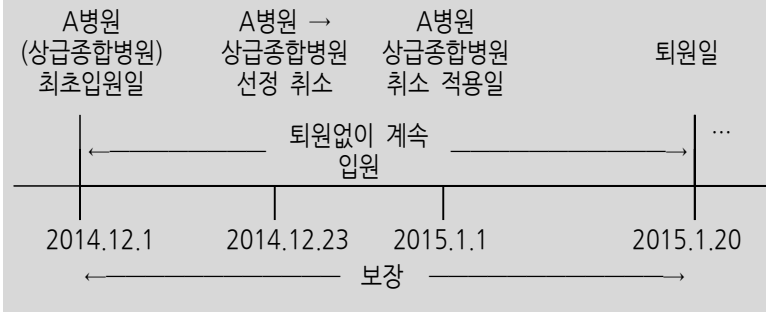 A병원
(상급종합병원)
최초입원일
A병원 →
상급종합병원
선정 취소
A병원
상급종합병원
취소 적용일
퇴원일
퇴원없이 계속
입원
…
2014.12.1
2014.12.23
2015.1.1
2015.1.20
보장